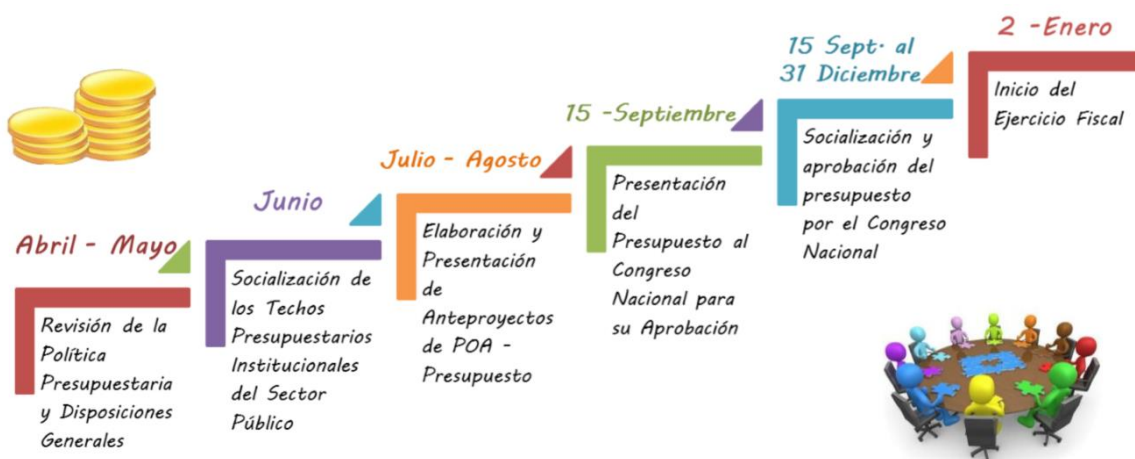 Abril - Mayo
Revisión de la
Política
Presupuestaria
y Disposiciones
Generales
Junio
Socialización de
los Techos
Presupuestarios
Institucionales
del Sector
Público
Julio - Agosto
Elaboración y
Presentación
de
Anteproyectos
de POA -
Presupuesto
15 -Septiembre
Presentación
del
Presupuesto al
Congreso
Nacional para
su Aprobación
15 Sept. al
31 Diciembre
Socialización y
aprobación del
presupuesto
por el Congreso
Nacional
2 -Enero
Inicio del
Ejercicio Fiscal